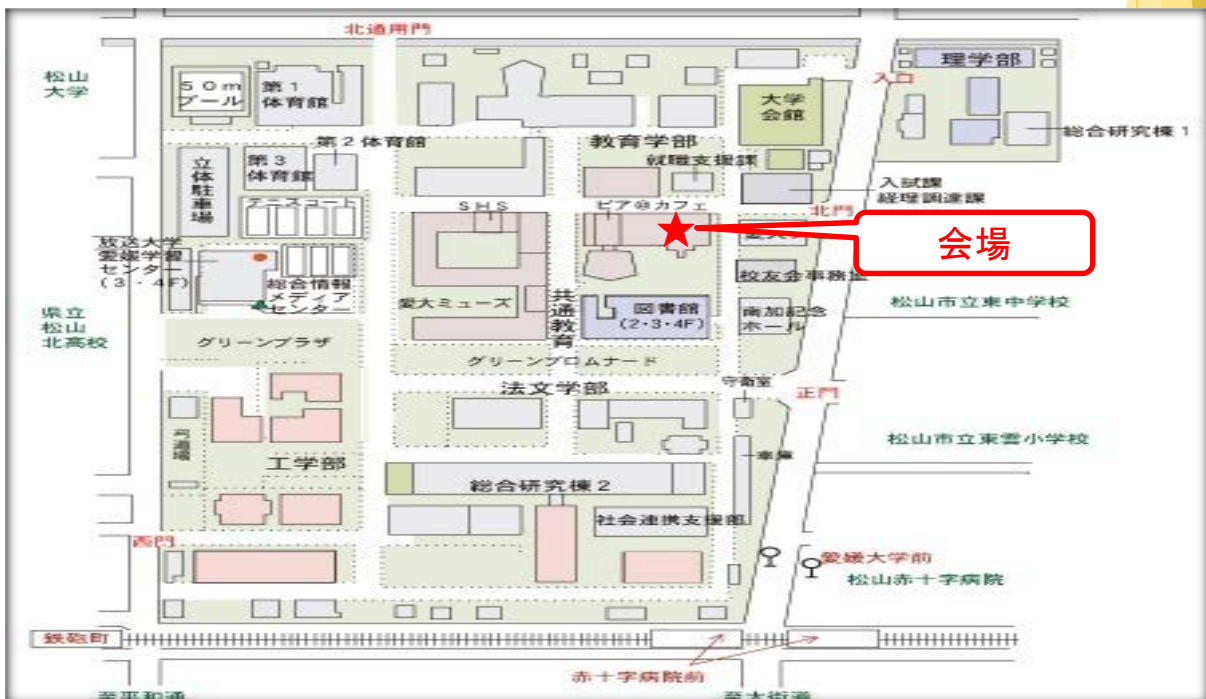 北通用門
松山
大学
50m
プール
第1
体育館
理学部
入口
大学
会館
総合研究棟1
第2体育館
教育学部
就職支援課
立体駐車場
第3
体育館
テニスコート
入試課
経理調達課
北門
SHS
ピア@カフェ
会場
放送大学
愛媛学習
センター
(3・4F)
総合情報
メディア
センター
愛大ミューズ
共通教育
図書館
(2・3・4F)
校友会事務室
南加記念
ホール
松山市立東中学校
県立
松山
北高校
グリーンプラザ
グリーンプロムナード
法文学部
守衛室
正門
弓道場
工学部
松山市立東雲小学校
車庫
総合研究棟2
社会連携支援部
西門
愛媛大学前
松山赤十字病院
鉄砲町
赤十字病院前
至平和通
至大街道